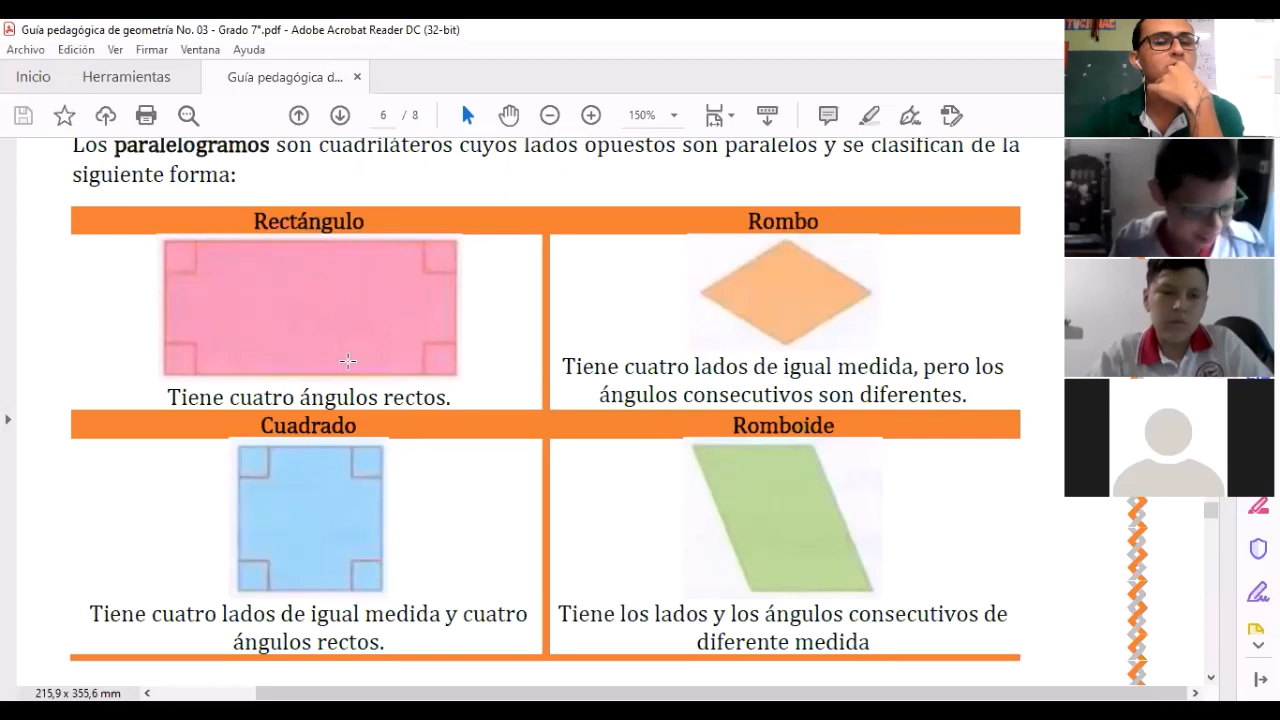 Guía pedagógica de geometría No. 03 - Grado 7°.pdf - Adobe Acrobat Reader DC (32-bit)
Archivo Edición Ver Firmar Ventana Ayuda
Inicio Herramientas Guía pedagógica d... ×
6 / 8 150%
Los paralelogramos son cuadriláteros cuyos lados opuestos son paralelos y se clasifican de la
siguiente forma:
Rectángulo
Rombo
Tiene cuatro ángulos rectos.
Tiene cuatro lados de igual medida, pero los
ángulos consecutivos son diferentes.
Cuadrado
Romboide
Tiene cuatro lados de igual medida y cuatro
ángulos rectos.
Tiene los lados y los ángulos consecutivos de
diferente medida
215,9 x 355,6 mm